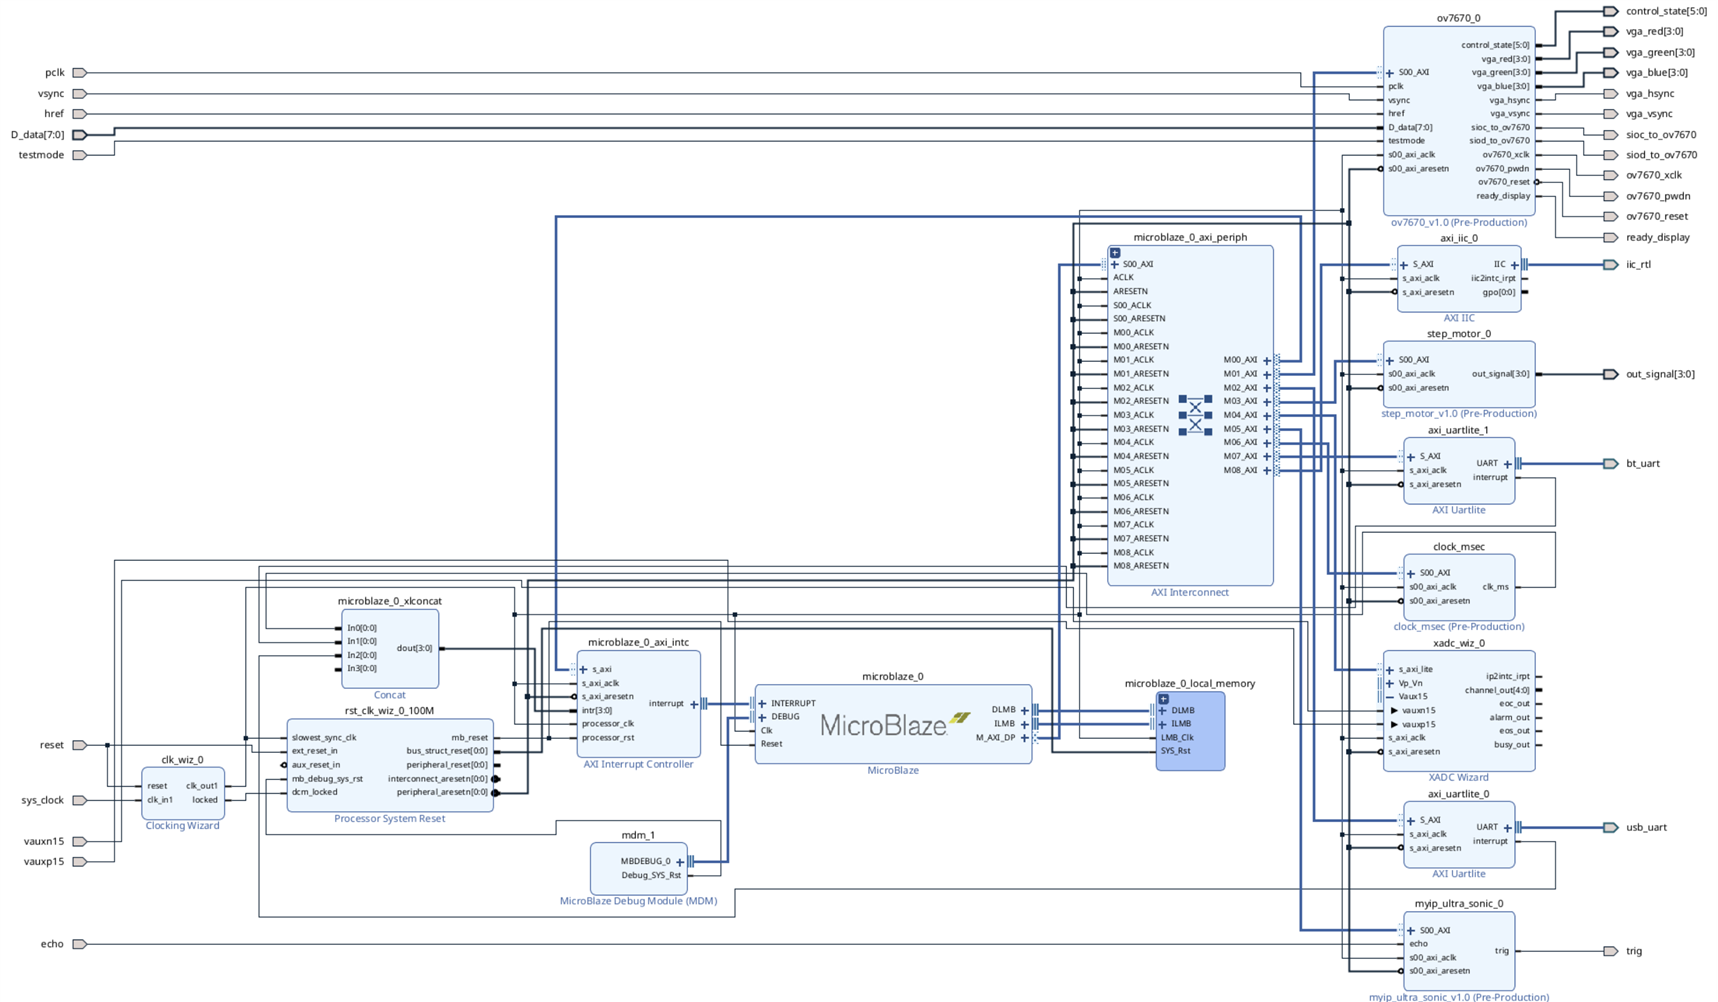 pclk
vsync
href
D_data[7:0]
testmode
reset
sys_clock
vauxn15
vauxp15
echo
clk_wiz_0
reset
clk_in1
clk_out1
locked
Clocking Wizard
microblaze_0_xlconcat
In0[0:0]
In1[0:0]
In2[0:0]
In3[0:0]
dout[3:0]
Concat
rst_clk_wiz_0_100M
slowest_sync_clk
ext_reset_in
aux_reset_in
mb_debug_sys_rst
dcm_locked
mb_reset
bus_struct_reset[0:0]
peripheral_reset[0:0]
interconnect_aresetn[0:0]
peripheral_aresetn[0:0]
Processor System Reset
microblaze_0_axi_intc
s_axi
s_axi_aclk
s_axi_aresetn
intr[3:0]
processor_clk
processor_rst
interrupt
AXI Interrupt Controller
mdm_1
MBDEBUG_0
Debug_SYS_Rst
MicroBlaze Debug Module (MDM)
microblaze_0
INTERRUPT
DEBUG
Clk
Reset
MicroBlaze
DLMB
ILMB
M_AXI_DP
MicroBlaze
microblaze_0_local_memory
DLMB
ILMB
LMB_Clk
SYS_Rst
microblaze_0_axi_periph
S00_AXI
ACLK
ARESETN
S00_ACLK
S00_ARESETN
M00_ACLK
M00_ARESETN
M01_ACLK
M01_ARESETN
M02_ACLK
M02_ARESETN
M03_ACLK
M03_ARESETN
M04_ACLK
M04_ARESETN
M05_ACLK
M05_ARESETN
M06_ACLK
M06_ARESETN
M07_ACLK
M07_ARESETN
M08_ACLK
M08_ARESETN
M00_AXI
M01_AXI
M02_AXI
M03_AXI
M04_AXI
M05_AXI
M06_AXI
M07_AXI
M08_AXI
AXI Interconnect
ov7670_0
S00_AXI
pclk
vsync
href
D_data[7:0]
testmode
s00_axi_aclk
s00_axi_aresetn
control_state[5:0]
vga_red[3:0]
vga_green[3:0]
vga_blue[3:0]
vga_hsync
vga_vsync
sioc_to_ov7670
siod_to_ov7670
ov7670_xclk
ov7670_pwdn
ov7670_reset
ready_display
ov7670_v1.0 (Pre-Production)
axi_iic_0
S_AXI
s_axi_aclk
s_axi_aresetn
IIC
iic2intc_irpt
gpo[0:0]
AXI IIC
step_motor_0
S00_AXI
s00_axi_aclk
s00_axi_aresetn
out_signal[3:0]
step_motor_v1.0 (Pre-Production)
axi_uartlite_1
S_AXI
s_axi_aclk
s_axi_aresetn
UART
interrupt
AXI Uartlite
clock_msec
S00_AXI
s00_axi_aclk
s00_axi_aresetn
clk_ms
clock_msec (Pre-Production)
xadc_wiz_0
s_axi_lite
Vp_Vn
Vaux15
vauxn15
vauxp15
s_axi_aclk
s_axi_aresetn
ip2intc_irpt
channel_out[4:0]
eoc_out
alarm_out
eos_out
busy_out
XADC Wizard
axi_uartlite_0
S_AXI
s_axi_aclk
s_axi_aresetn
UART
interrupt
AXI Uartlite
myip_ultra_sonic_0
S00_AXI
echo
s00_axi_aclk
s00_axi_aresetn
trig
myip_ultra_sonic_v1.0 (Pre-Production)
control_state[5:0]
vga_red[3:0]
vga_green[3:0]
vga_blue[3:0]
vga_hsync
vga_vsync
sioc_to_ov7670
siod_to_ov7670
ov7670_xclk
ov7670_pwdn
ov7670_reset
ready_display
iic_rtl
out_signal[3:0]
bt_uart
usb_uart
trig